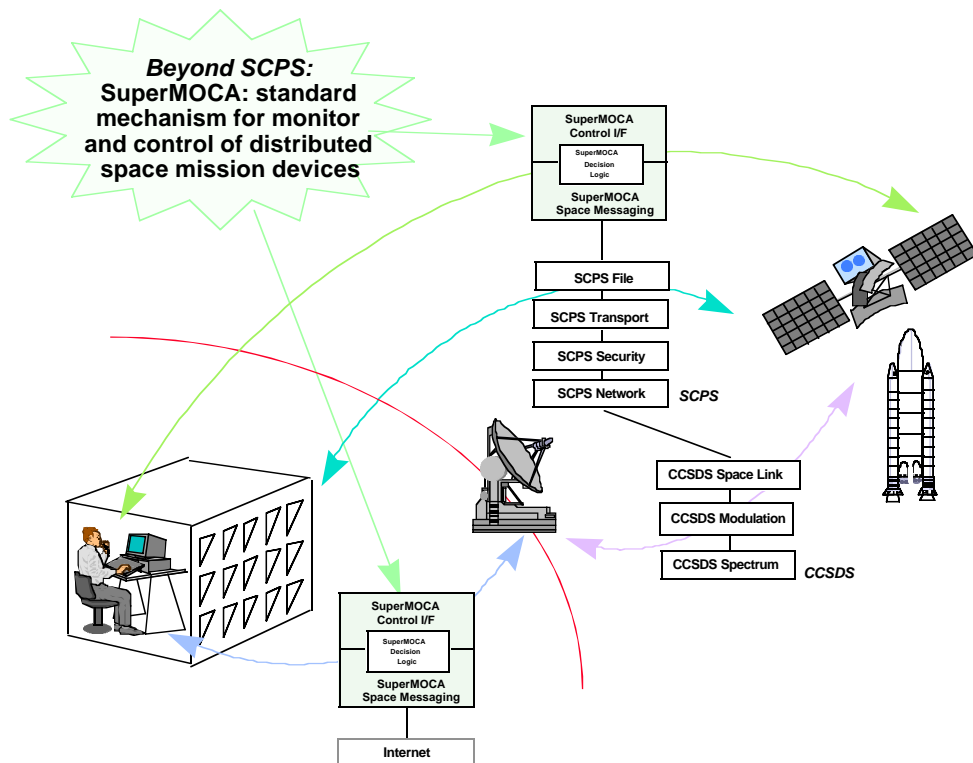 Beyond SCPS:
SuperMOCA: standard
mechanism for monitor
and control of distributed
space mission devices
SuperMOCA
Control I/F
SuperMOCA
Decision
Logic
SuperMOCA
Space Messaging
SCPS File
SCPS Transport
SCPS Security
SCPS Network
SCPS
CCSDS Space Link
CCSDS Modulation
CCSDS Spectrum
CCSDS
SuperMOCA
Control I/F
SuperMOCA
Decision
Logic
SuperMOCA
Space Messaging
Internet